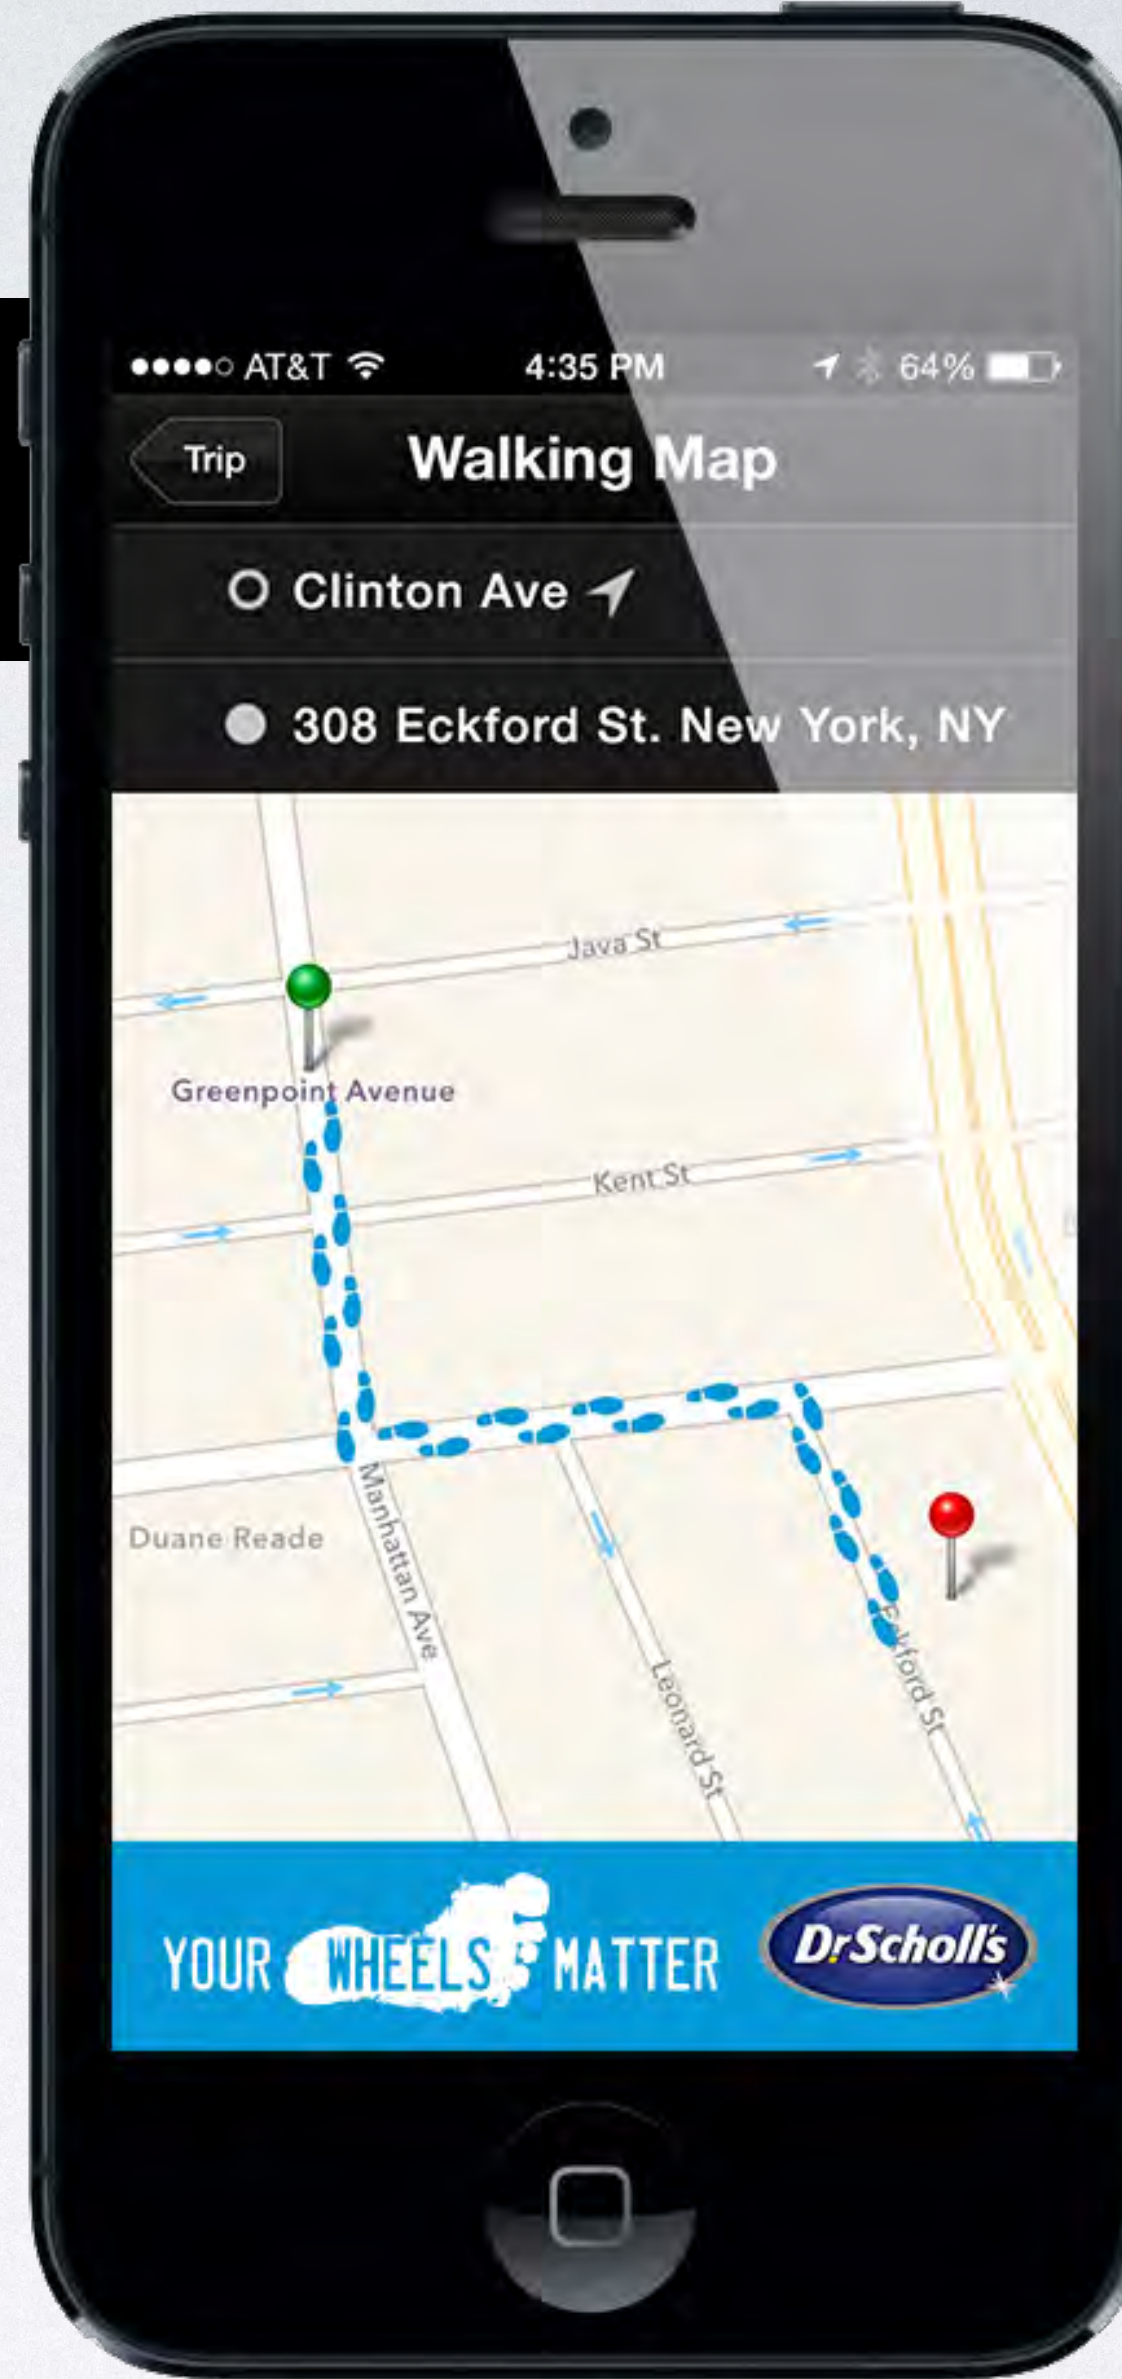 AT&T 4:35 PM 64%
Trip Walking Map
Clinton Ave
308 Eckford St. New York, NY
Java St
Greenpoint Avenue
Kent St
Duane Reade
Manhattan Ave
Leonard St
Eckford St
YOUR WHEELS MATTER
Dr. Scholl's